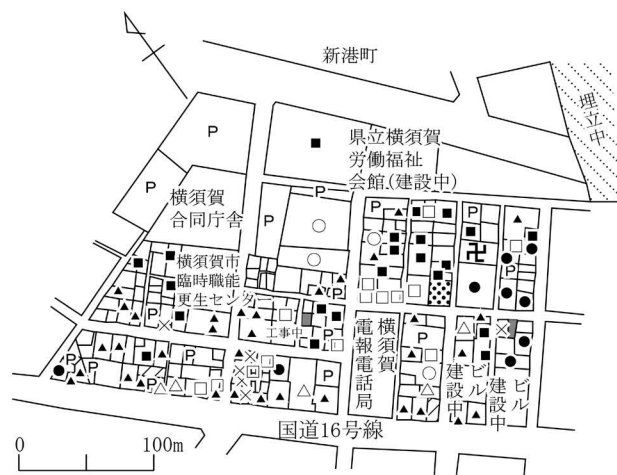 新港町
埋立中
P
県立横須賀
労働福祉
会館(建設中)
P
横須賀
合同庁舎
P
P
P
P
P
P
横須賀市
臨時職能
更生センター
P
P
工事中
横須賀
電報電話局
P
P
P
P
P
ビル
建設中
ビル
建設中
国道16号線
0
100m